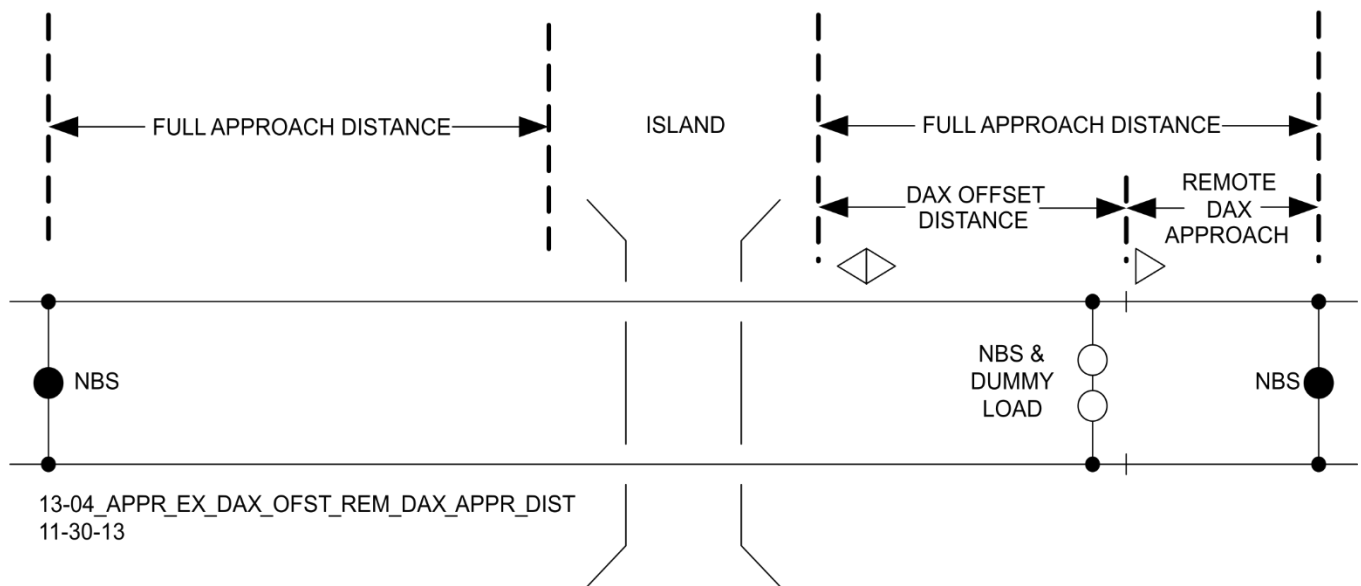 FULL APPROACH DISTANCE
ISLAND
FULL APPROACH DISTANCE
DAX OFFSET
DISTANCE
REMOTE
DAX
APPROACH
NBS
NBS &
DUMMY
LOAD
NBS
13-04_APPR_EX_DAX_OFST_REM_DAX_APPR_DIST
11-30-13